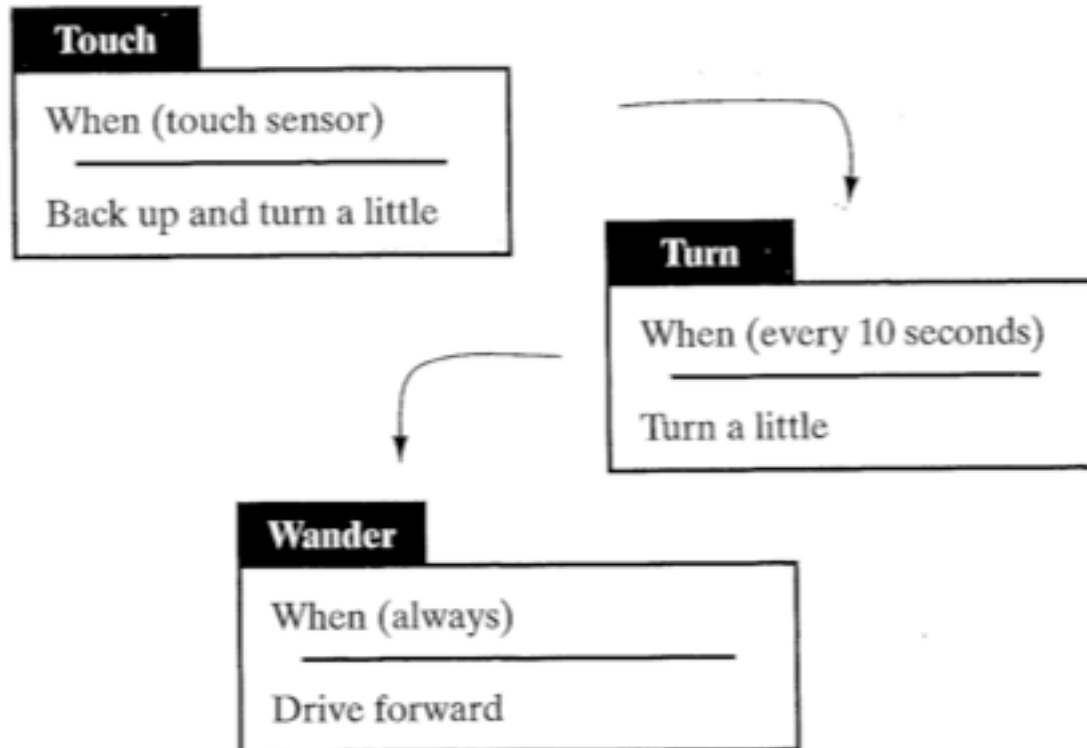 Touch
When (touch sensor)
Back up and turn a little
Turn
When (every 10 seconds)
Turn a little
Wander
When (always)
Drive forward